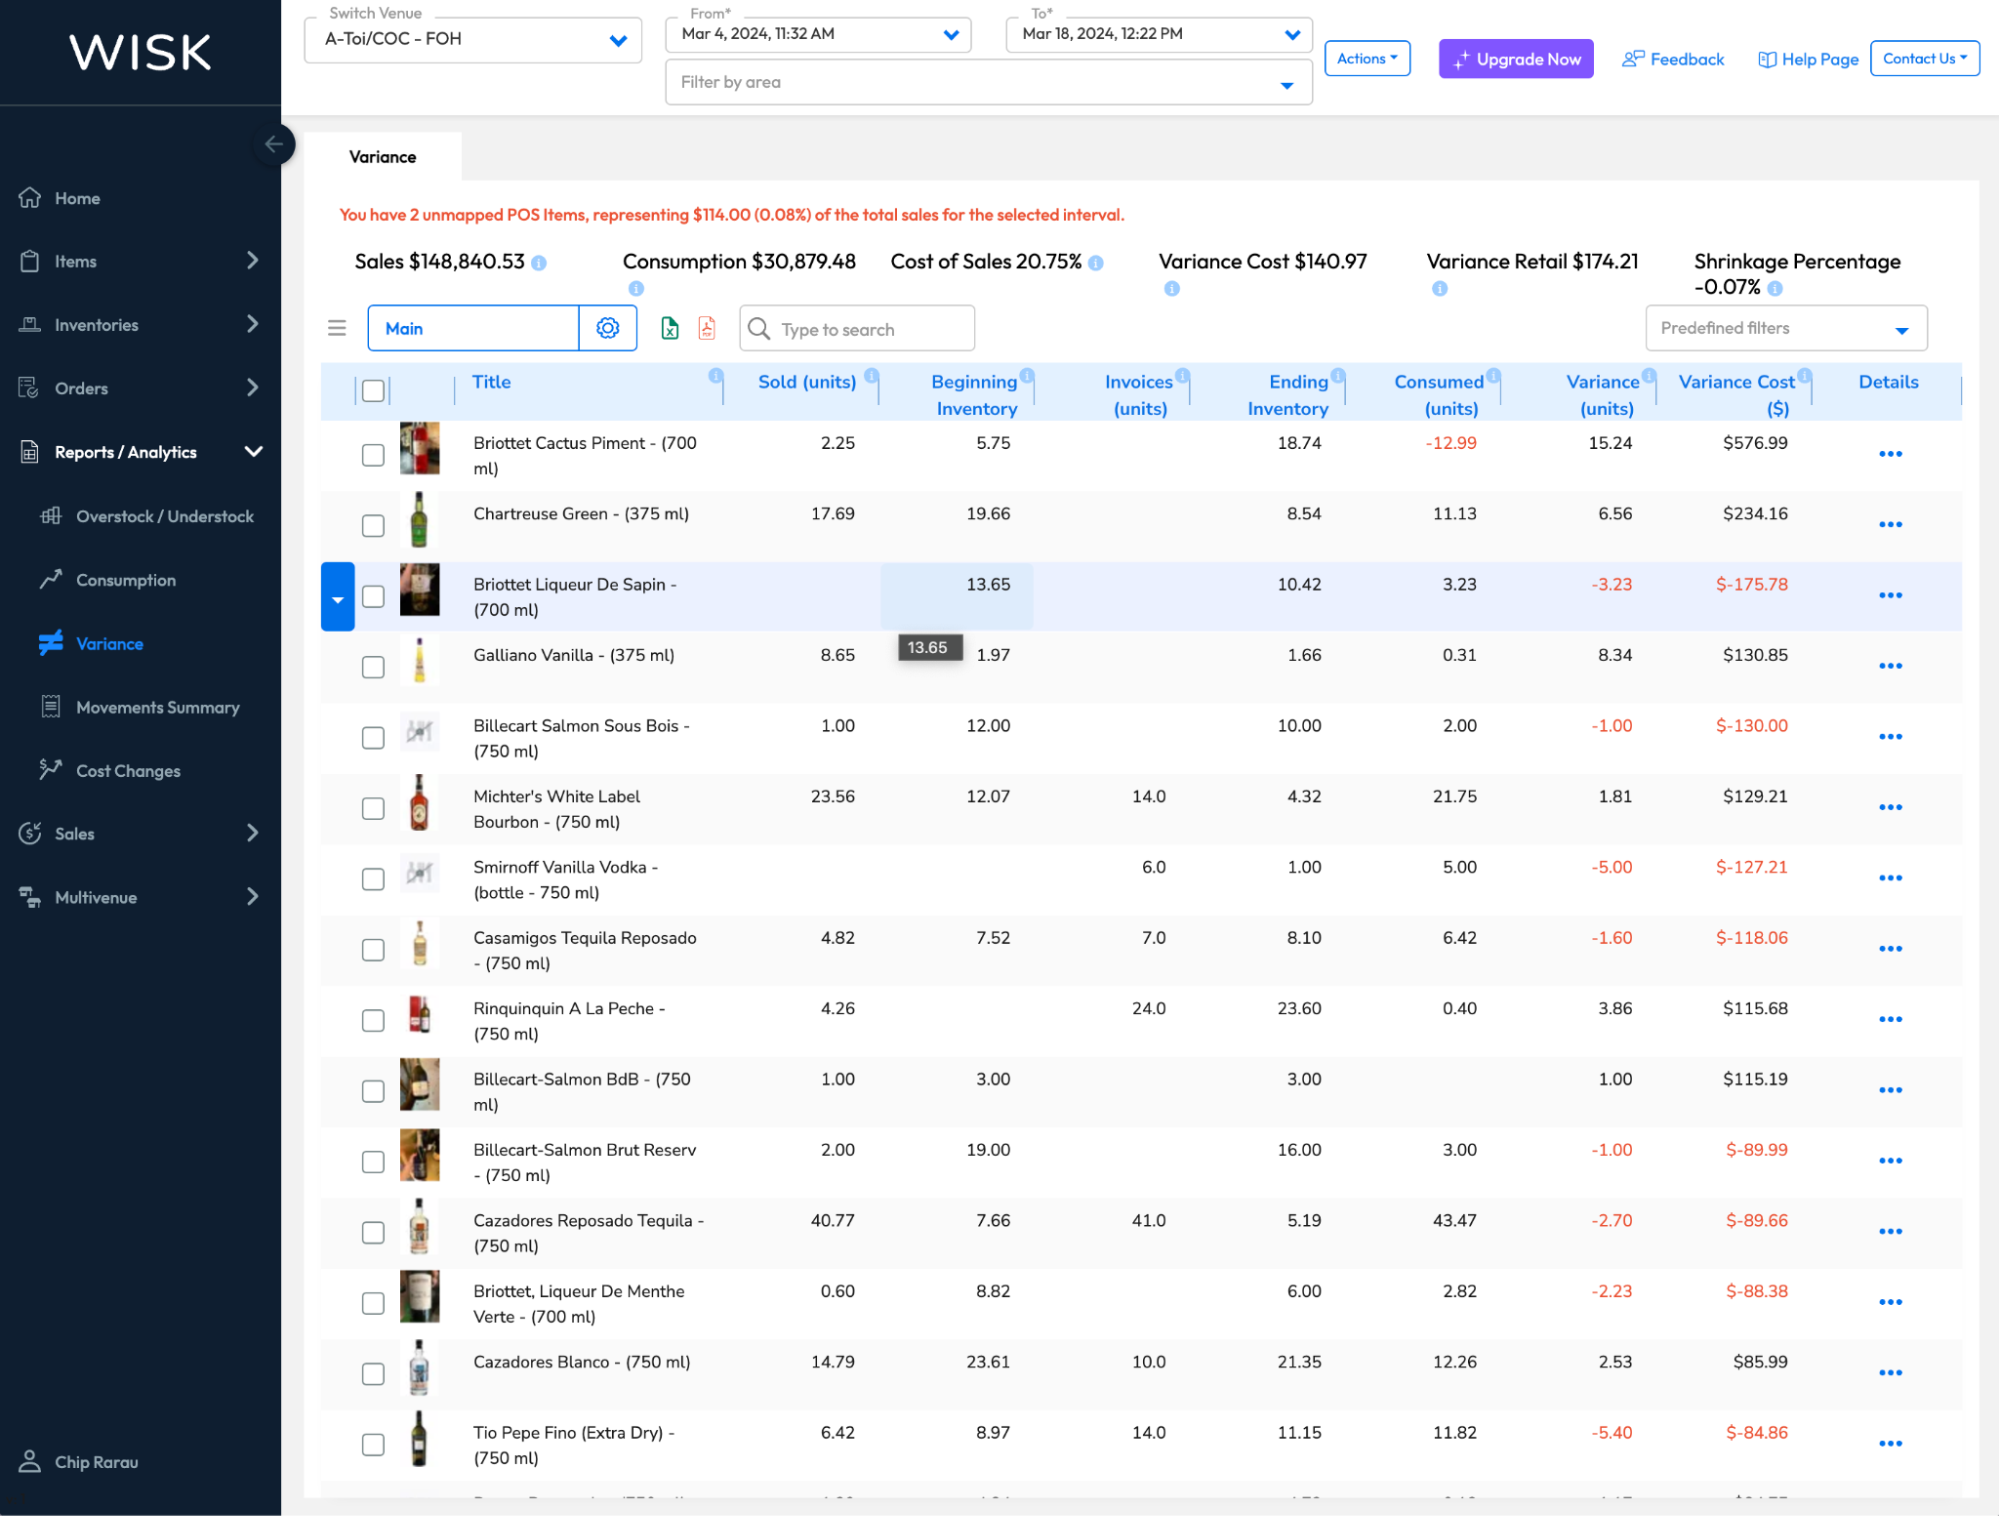 WISK
Switch Venue
A-Toi/COC - FOH
From*
Mar 4, 2024, 11:32 AM
To*
Mar 18, 2024, 12:22 PM
Filter by area
Actions
Upgrade Now
Feedback
Help Page
Contact Us
Home
Items
Inventories
Orders
Reports / Analytics
Overstock / Understock
Consumption
Variance
Movements Summary
Cost Changes
Sales
Multivenue
Chip Rarau
Variance
You have 2 unmapped POS Items, representing $114.00 (0.08%) of the total sales for the selected interval.
Sales $148,840.53
Consumption $30,879.48
Cost of Sales 20.75%
Variance Cost $140.97
Variance Retail $174.21
Shrinkage Percentage
-0.07%
Main
Type to search
Predefined filters
Title Sold (units) Beginning Invoices Ending Consumed Variance Variance Cost Details
Inventory (units) Inventory (units) (units) ($)
Briottet Cactus Piment - (700 2.25 5.75 18.74 -12.99 15.24 $576.99
ml)
Chartreuse Green - (375 ml) 17.69 19.66 8.54 11.13 6.56 $234.16
Briottet Liqueur De Sapin - 13.65 10.42 3.23 -3.23 $-175.78
(700 ml)
13.65
Galliano Vanilla - (375 ml) 8.65 1.97 1.66 0.31 8.34 $130.85
Billecart Salmon Sous Bois - 1.00 12.00 10.00 2.00 -1.00 $-130.00
(750 ml)
Michter's White Label 23.56 12.07 14.0 4.32 21.75 1.81 $129.21
Bourbon - (750 ml)
Smirnoff Vanilla Vodka - 6.0 1.00 5.00 -5.00 $-127.21
(bottle - 750 ml)
Casamigos Tequila Reposado 4.82 7.52 7.0 8.10 6.42 -1.60 $-118.06
- (750 ml)
Rinquinquin A La Peche - 4.26 24.0 23.60 0.40 3.86 $115.68
(750 ml)
Billecart-Salmon BdB - (750 1.00 3.00 3.00 1.00 $115.19
ml)
Billecart-Salmon Brut Reserv 2.00 19.00 16.00 3.00 -1.00 $-89.99
- (750 ml)
Cazadores Reposado Tequila - 40.77 7.66 41.0 5.19 43.47 -2.70 $-89.66
(750 ml)
Briottet, Liqueur De Menthe 0.60 8.82 6.00 2.82 -2.23 $-88.38
Verte - (700 ml)
Cazadores Blanco - (750 ml) 14.79 23.61 10.0 21.35 12.26 2.53 $85.99
Tio Pepe Fino (Extra Dry) - 6.42 8.97 14.0 11.15 11.82 -5.40 $-84.86
(750 ml)